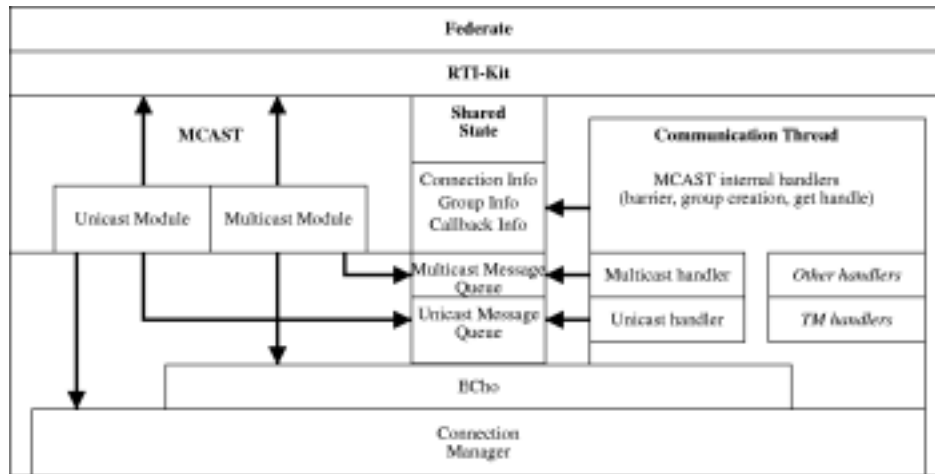 Federate
RTI-Kit
MCAST
Shared
State
Communication Thread
Connection Info
Group Info
Callback Info
MCAST internal handlers
(barrier, group creation, get handle)
Unicast Module
Multicast Module
Multicast Message
Queue
Multicast handler
Other handlers
Unicast Message
Queue
Unicast handler
TM handlers
ECho
Connection
Manager